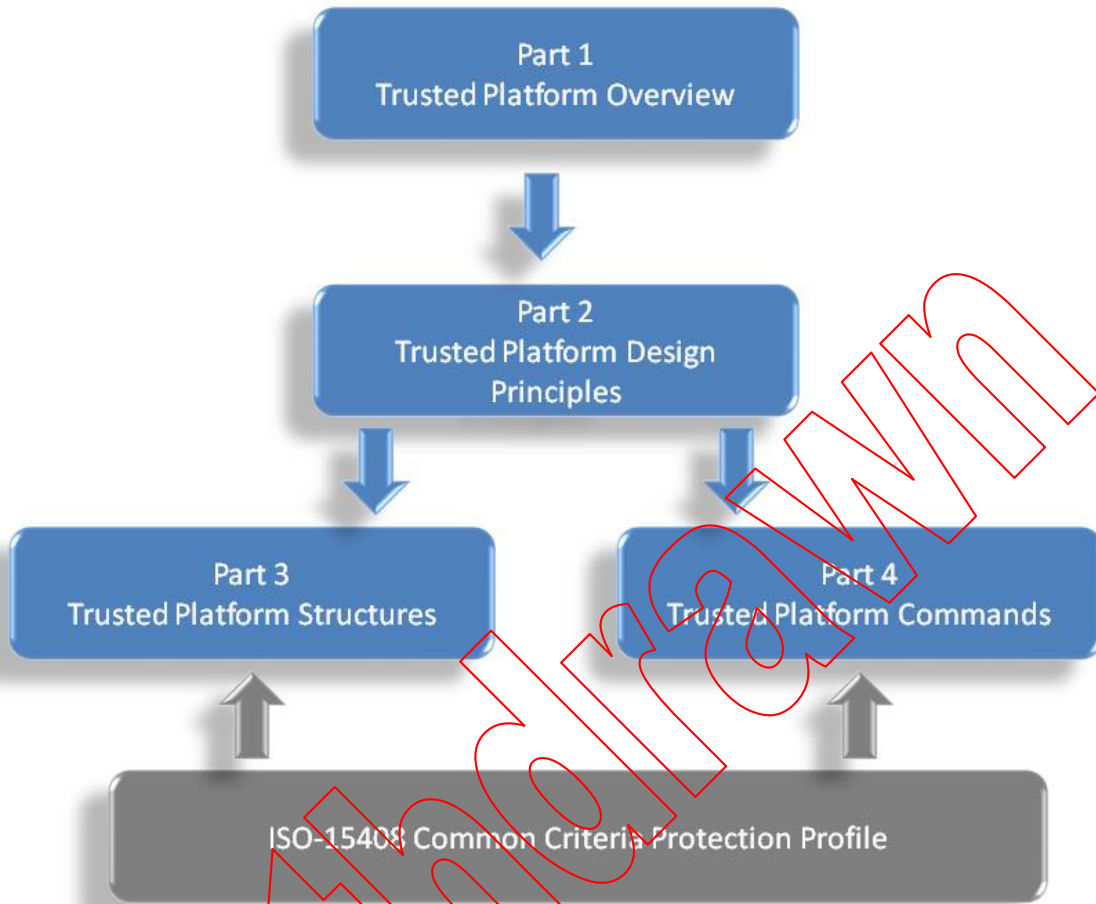 Part 1
Trusted Platform Overview
Part 2
Trusted Platform Design
Principles
Part 3
Trusted Platform Structures
Part 4
Trusted Platform Commands
ISO-15408 Common Criteria Protection Profile
thdrawn